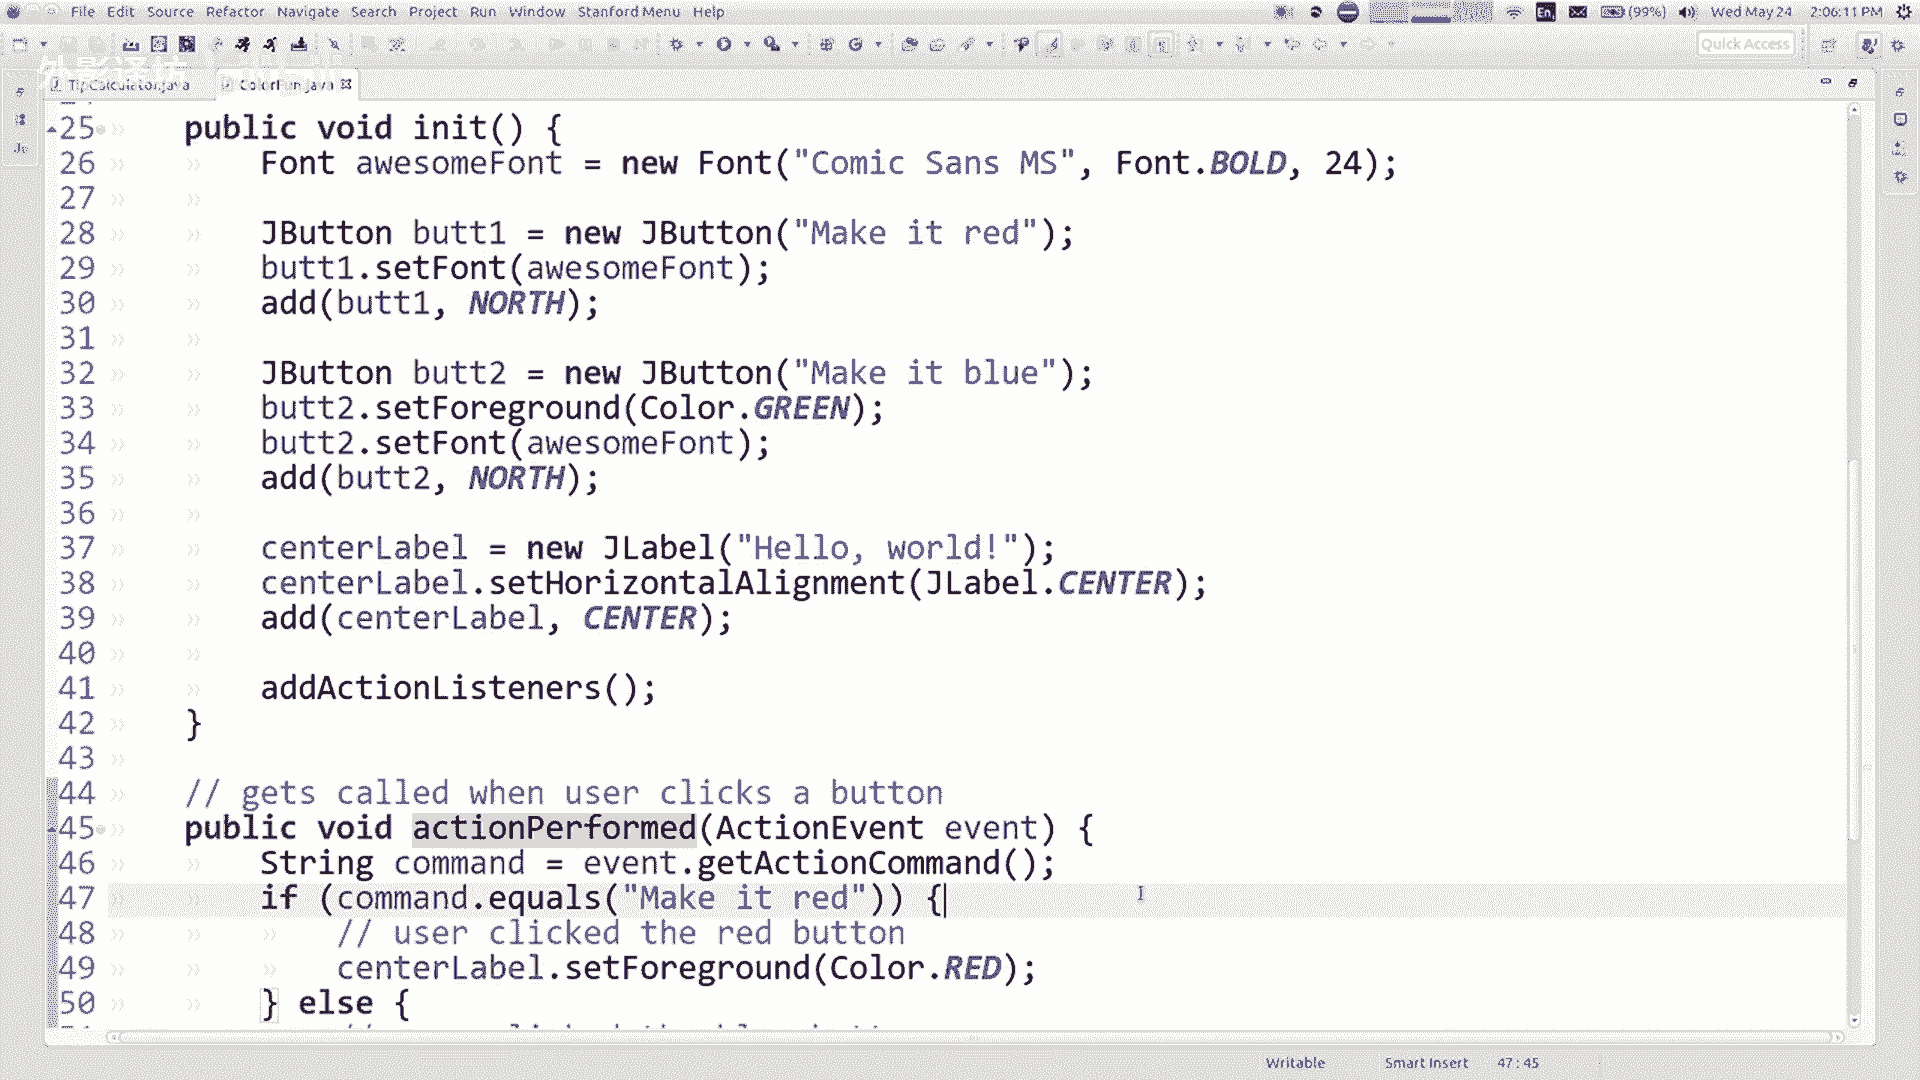 File Edit Source Refactor Navigate Search Project Run Window Stanford Menu Help En (99%) Wed May 24 2:06:11 PM
Quick Access
外影译坊 bilibili
TipCalculator.java ColorFun.java
25 public void init() {
26 Font awesomeFont = new Font("Comic Sans MS", Font.BOLD, 24);
27
28 JButton butt1 = new JButton("Make it red");
29 butt1.setFont(awesomeFont);
30 add(butt1, NORTH);
31
32 JButton butt2 = new JButton("Make it blue");
33 butt2.setForeground(Color.GREEN);
34 butt2.setFont(awesomeFont);
35 add(butt2, NORTH);
36
37 centerLabel = new JLabel("Hello, world!");
38 centerLabel.setHorizontalAlignment(JLabel.CENTER);
39 add(centerLabel, CENTER);
40
41 addActionListeners();
42 }
43
44 // gets called when user clicks a button
45 public void actionPerformed(ActionEvent event) {
46 String command = event.getActionCommand();
47 if (command.equals("Make it red")) {
48 // user clicked the red button
49 centerLabel.setForeground(Color.RED);
50 } else {
Writable Smart Insert 47 : 45